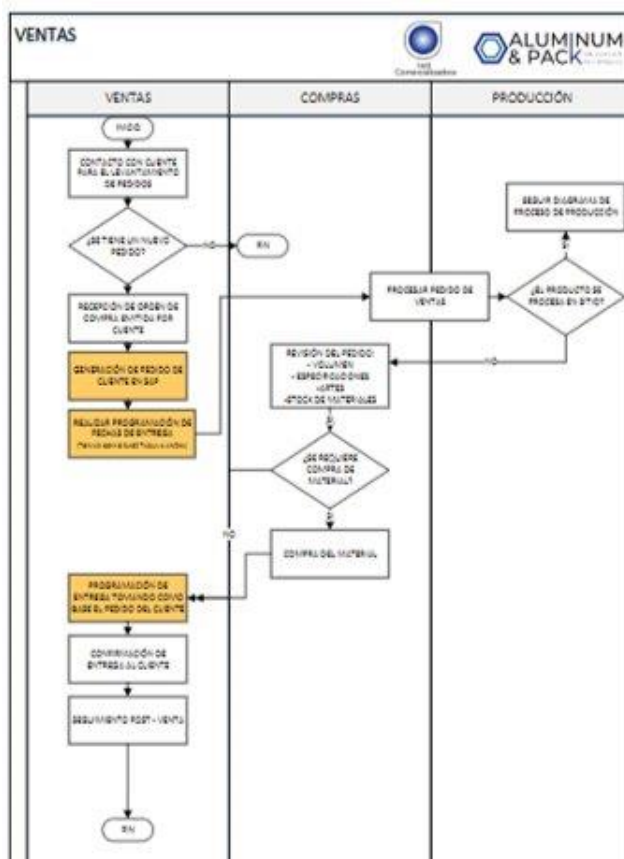 VENTAS
ALUMINUM
& PACK
Comercializadora
VENTAS
COMPRAS
PRODUCCIÓN
INICIO
CONTACTO CON CLIENTE
PARA EL LEVANTAMIENTO
DE PEDIDOS
SEGUIR DIAGRAMA DE
PROCESO DE PRODUCCIÓN
SI
¿SE TIENE UN NUEVO
PEDIDO?
NO
FIN
RECEPCIÓN DE ORDEN DE
COMPRA EMITIDA POR
CLIENTE
PROCESAR PEDIDO DE
VENTAS
¿EL PRODUCTO SE
PROCESA EN SITIO?
NO
GENERACIÓN DE PEDIDO DE
CLIENTE EN SAP
REVISIÓN DEL PEDIDO:
- VOLUMEN
- ESPECIFICACIONES
-ARTES
-STOCK DE MATERIALES
REALIZAR PROGRAMACIÓN DE
FECHAS DE ENTREGA
SI
¿SE REQUIERE
COMPRA DE
MATERIAL?
SI
NO
COMPRA DEL MATERIAL
PROGRAMACIÓN DE
ENTREGA TOMANDO COMO
BASE EL PEDIDO DEL CLIENTE
CONFIRMACIÓN DE
ENTREGA AL CLIENTE
SEGUIMIENTO POST - VENTA
FIN